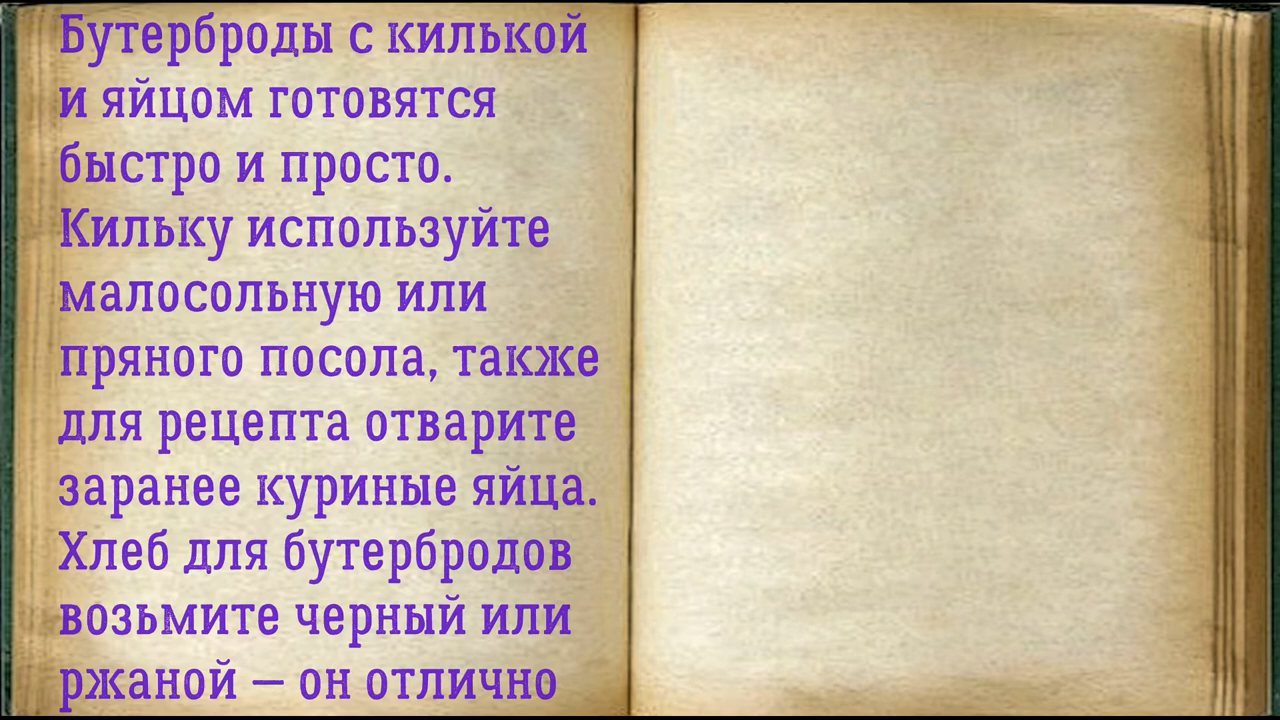 Бутерброды с килькой
и яйцом готовятся
быстро и просто.
Кильку используйте
малосольную или
пряного посола, также
для рецепта отварите
заранее куриные яйца.
Хлеб для бутербродов
возьмите черный или
ржаной – он отлично